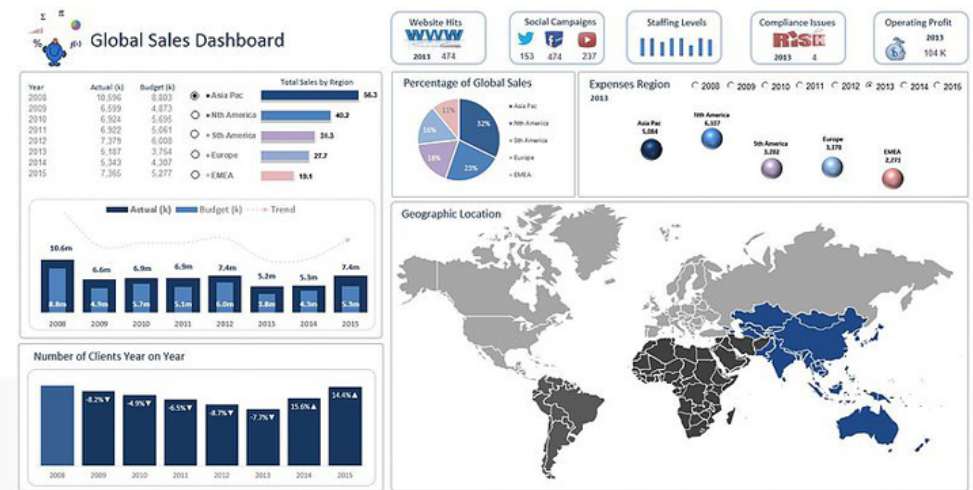 Σ π
% f(x)
Global Sales Dashboard
Website Hits
WWW
2013 474
Social Campaigns
153 474 237
Staffing Levels
Compliance Issues
RISK
2013 4
Operating Profit
2013
104 K
Year Actual (k) Budget (k)
2008 10,596 8,803
2009 6,599 4,873
2010 6,924 5,695
2011 6,922 5,061
2012 7,379 6,008
2013 5,187 3,754
2014 5,343 4,307
2015 7,365 5,277
Total Sales by Region
Asia Pac 56.3
Nth America 40.2
Sth America 31.3
Europe 27.7
EMEA 19.1
Actual (k) Budget (k) Trend
10.6m 6.6m 6.9m 6.9m 7.4m 5.2m 5.3m 7.4m
8.8m 4.9m 5.7m 5.1m 6.0m 3.8m 4.3m 5.3m
2008 2009 2010 2011 2012 2013 2014 2015
Number of Clients Year on Year
-8.2%▼ -4.9%▼ -6.5%▼ -8.7%▼ -7.7%▼ 15.6%▲ 14.4%▲
2008 2009 2010 2011 2012 2013 2014 2015
Percentage of Global Sales
32%
23%
18%
16%
11%
Asia Pac
Nth America
Sth America
Europe
EMEA
Expenses Region 2008 2009 2010 2011 2012 2013 2014 2015
2013
Asia Pac
5,084
Nth America
6,107
Sth America
3,282
Europe
3,378
EMEA
2,273
Geographic Location